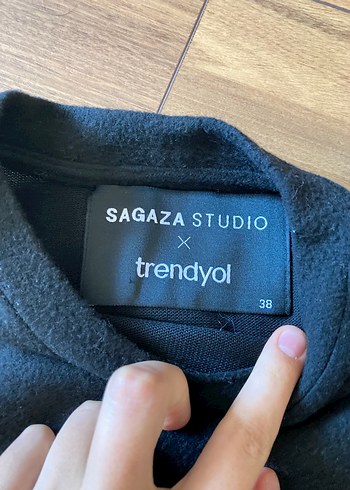 SAGAZA STUDIO
×
trendyol
38